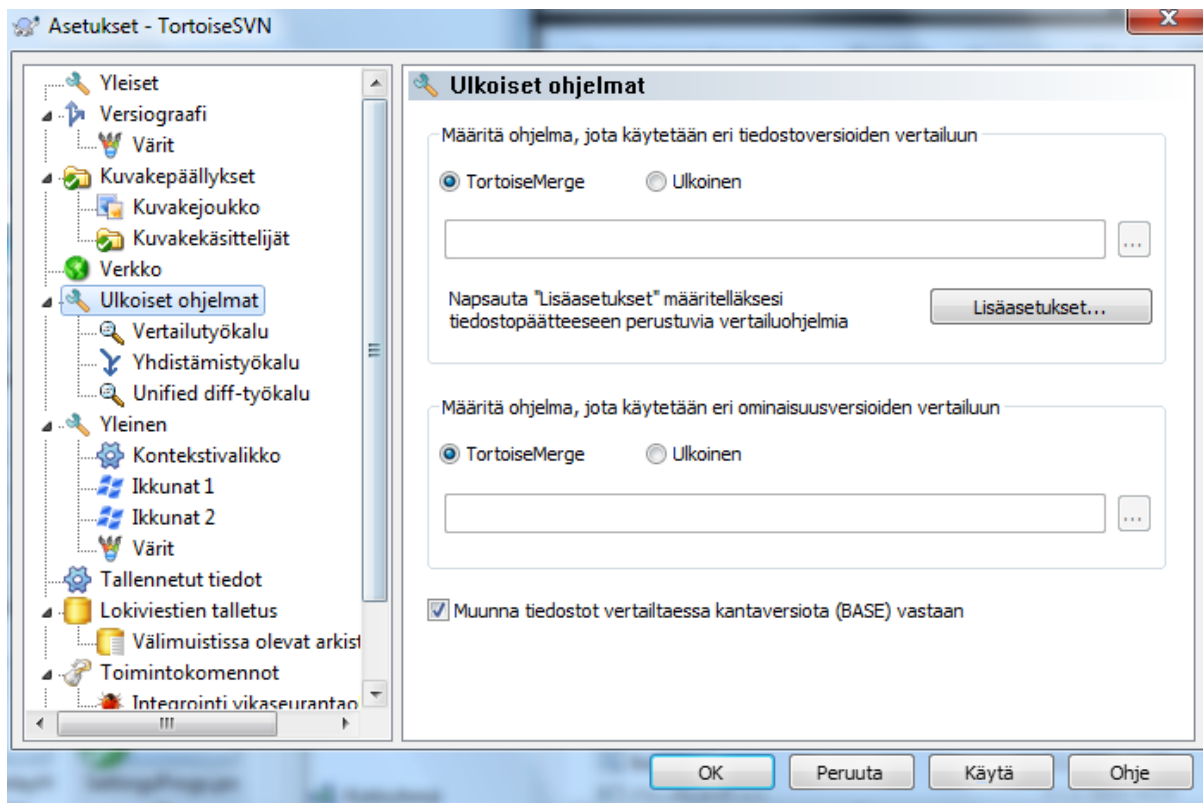 Asetukset - TortoiseSVN
Yleiset
Versiograafi
Värit
Kuvakepäällykset
Kuvakejoukko
Kuvakekäsittelijät
Verkko
Ulkoiset ohjelmat
Vertailutyökalu
Yhdistämistyökalu
Unified diff-työkalu
Yleinen
Kontekstivalikko
Ikkunat 1
Ikkunat 2
Värit
Tallennetut tiedot
Lokiviestien talletus
Välimuistissa olevat arkist
Toimintokomennot
Integrointi vikaseurantao
Ulkoiset ohjelmat
Määritä ohjelma, jota käytetään eri tiedostoversioiden vertailuun
TortoiseMerge Ulkoinen
...
Napsauta "Lisäasetukset" määritelläksesi
tiedostopäätteeseen perustuvia vertailuohjelmia
Lisäasetukset...
Määritä ohjelma, jota käytetään eri ominaisuusversioiden vertailuun
TortoiseMerge Ulkoinen
...
Muunna tiedostot vertailtaessa kantaversiota (BASE) vastaan
OK Peruuta Käytä Ohje